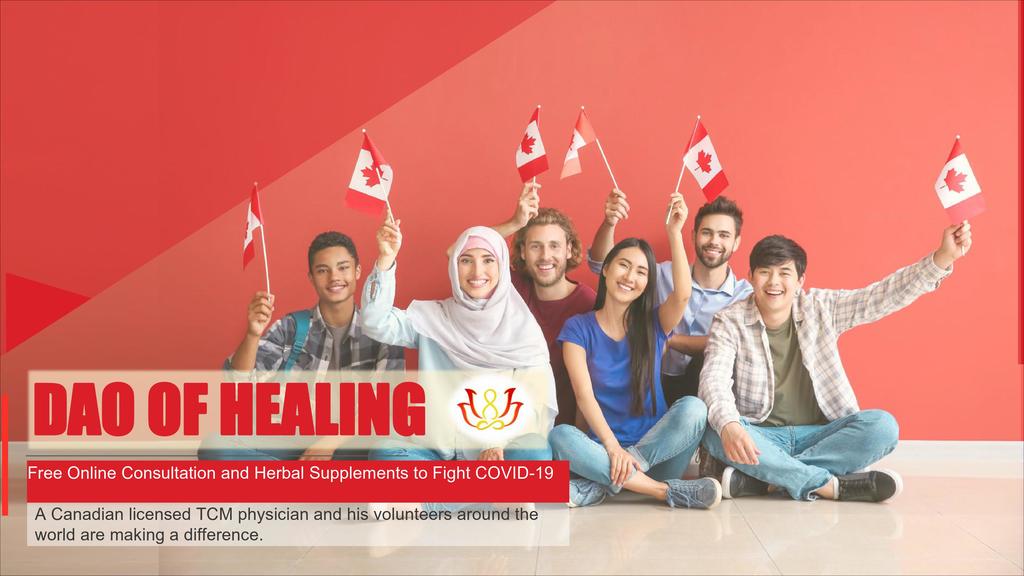 DAO OF HEALING
Free Online Consultation and Herbal Supplements to Fight COVID-19
A Canadian licensed TCM physician and his volunteers around the
world are making a difference.